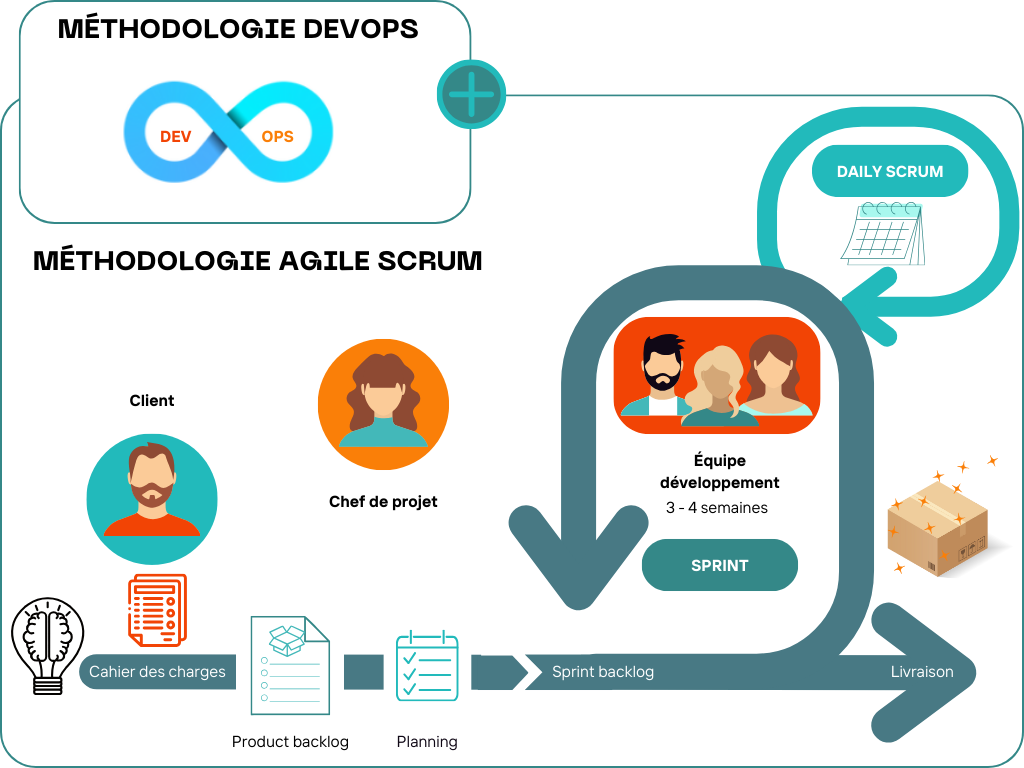 MÉTHODOLOGIE DEVOPS
DEV
OPS
DAILY SCRUM
MÉTHODOLOGIE AGILE SCRUM
Client
Chef de projet
Équipe
développement
3 - 4 semaines
SPRINT
Cahier des charges
Sprint backlog
Livraison
Product backlog
Planning